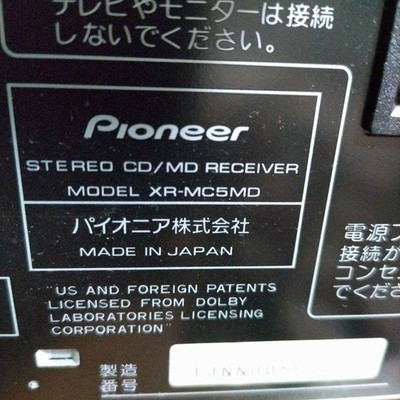 テレビやモニターは接続
しないでください。
Pioneer
STEREO CD/MD RECEIVER
MODEL XR-MC5MD
パイオニア株式会社
MADE IN JAPAN
"US AND FOREIGN PATENTS
LICENSED FROM DOLBY
LABORATORIES LICENSING
CORPORATION"
電源
接続が
コンセ
でくださ
製造
番号